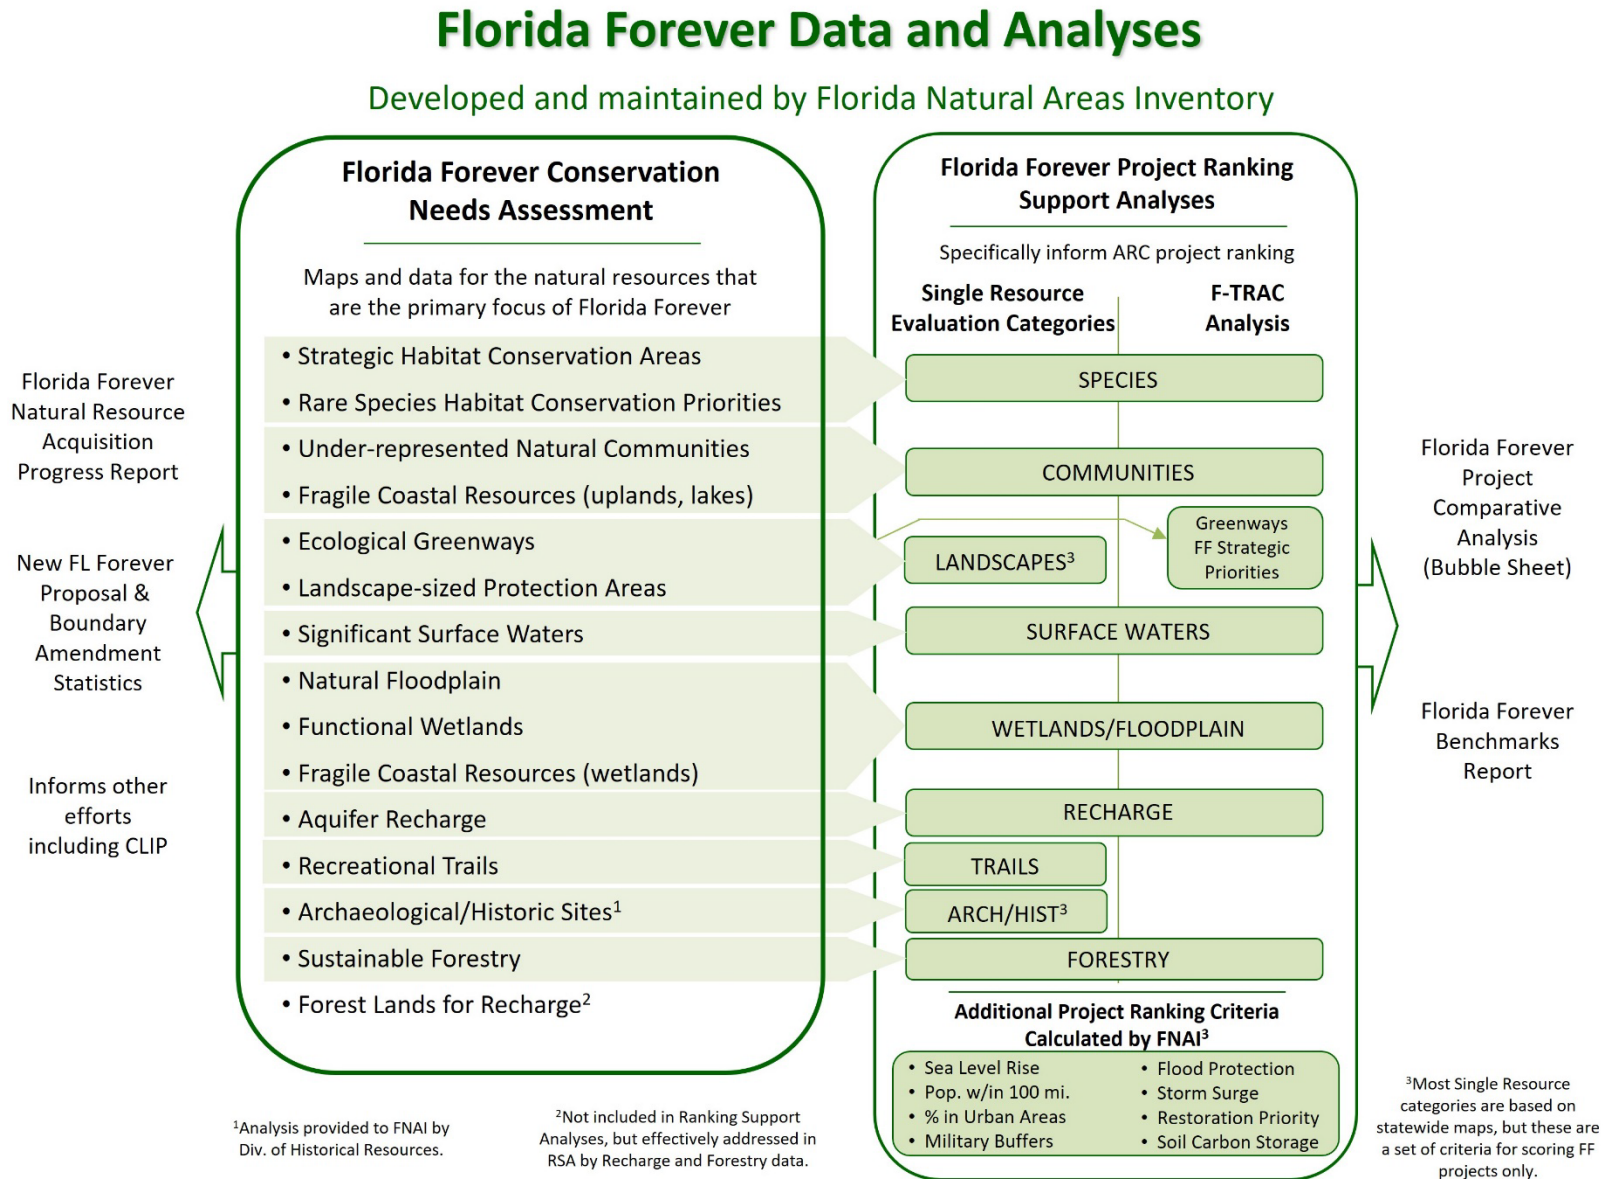 Florida Forever Data and Analyses
Developed and maintained by Florida Natural Areas Inventory
Florida Forever
Natural Resource
Acquisition
Progress Report
New FL Forever
Proposal &
Boundary
Amendment
Statistics
Informs other
efforts
including CLIP
Florida Forever Conservation
Needs Assessment
Maps and data for the natural resources that
are the primary focus of Florida Forever
• Strategic Habitat Conservation Areas
• Rare Species Habitat Conservation Priorities
• Under-represented Natural Communities
• Fragile Coastal Resources (uplands, lakes)
• Ecological Greenways
• Landscape-sized Protection Areas
• Significant Surface Waters
• Natural Floodplain
• Functional Wetlands
• Fragile Coastal Resources (wetlands)
• Aquifer Recharge
• Recreational Trails
• Archaeological/Historic Sites¹
• Sustainable Forestry
• Forest Lands for Recharge²
Florida Forever Project Ranking
Support Analyses
Specifically inform ARC project ranking
Single Resource
Evaluation Categories
F-TRAC
Analysis
SPECIES
COMMUNITIES
LANDSCAPES³
Greenways
FF Strategic
Priorities
SURFACE WATERS
WETLANDS/FLOODPLAIN
RECHARGE
TRAILS
ARCH/HIST³
FORESTRY
Additional Project Ranking Criteria
Calculated by FNAI³
• Sea Level Rise
• Pop. w/in 100 mi.
• % in Urban Areas
• Military Buffers
• Flood Protection
• Storm Surge
• Restoration Priority
• Soil Carbon Storage
Florida Forever
Project
Comparative
Analysis
(Bubble Sheet)
Florida Forever
Benchmarks
Report
¹Analysis provided to FNAI by
Div. of Historical Resources.
²Not included in Ranking Support
Analyses, but effectively addressed in
RSA by Recharge and Forestry data.
³Most Single Resource
categories are based on
statewide maps, but these are
a set of criteria for scoring FF
projects only.